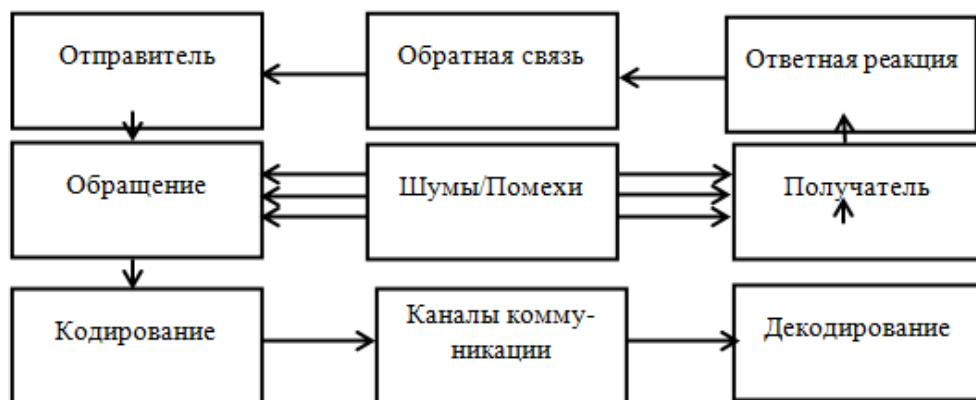 Отправитель
Обратная связь
Ответная реакция
Обращение
Шумы/Помехи
Получатель
Кодирование
Каналы комму-
никации
Декодирование